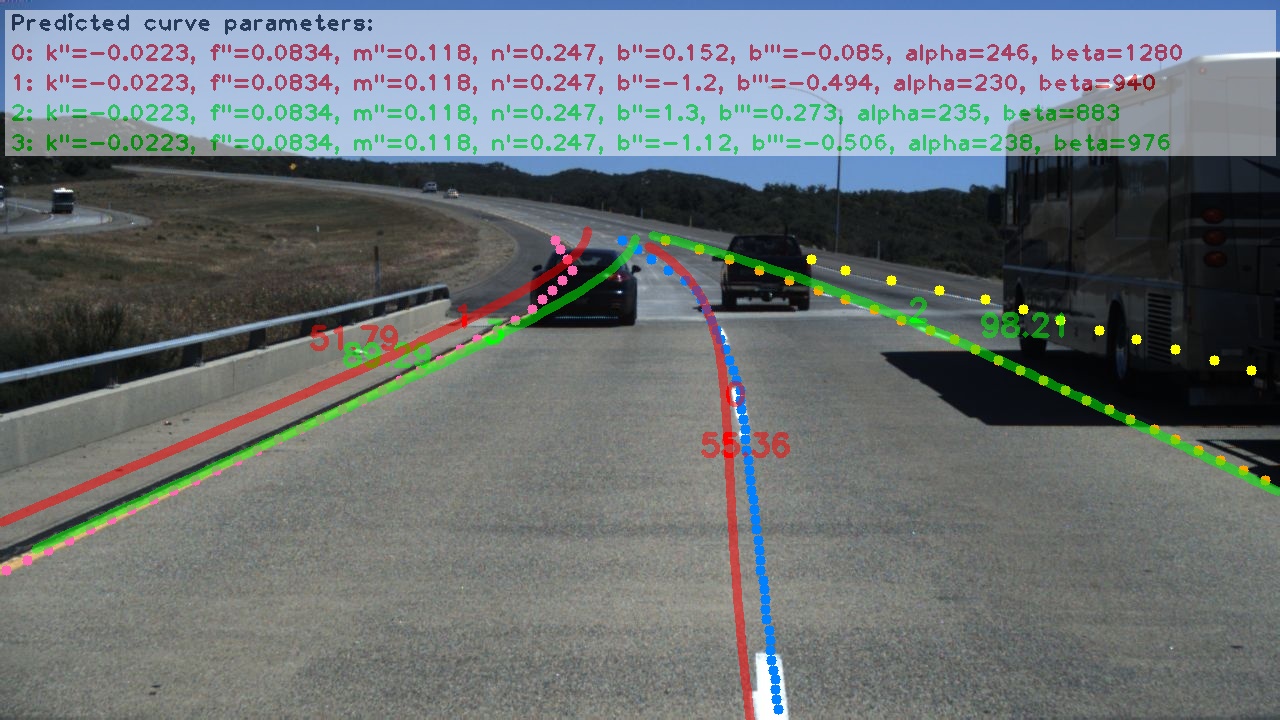 Predicted curve parameters:
0: k''=-0.0223, f''=0.0834, m''=0.118, n'=0.247, b''=0.152, b'''=-0.085, alpha=246, beta=1280
1: k''=-0.0223, f''=0.0834, m''=0.118, n'=0.247, b''=-1.2, b'''=-0.494, alpha=230, beta=940
2: k''=-0.0223, f''=0.0834, m''=0.118, n'=0.247, b''=1.3, b'''=0.273, alpha=235, beta=883
3: k''=-0.0223, f''=0.0834, m''=0.118, n'=0.247, b''=-1.12, b'''=-0.506, alpha=238, beta=976
1
2
51.79
98.21
3
55.36